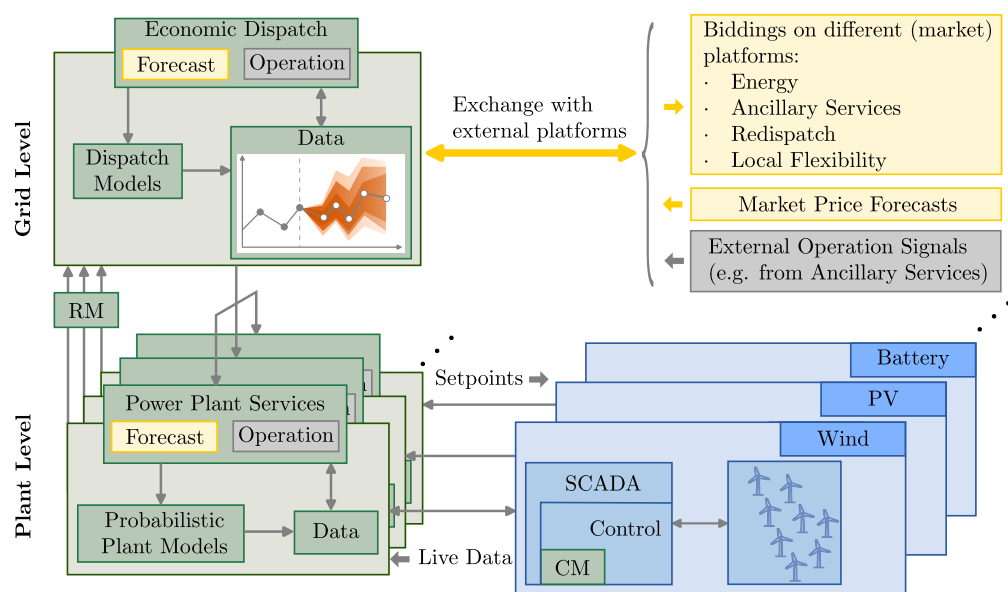 Economic Dispatch
Forecast
Operation
Dispatch
Models
Data
Grid Level
Exchange with
external platforms
Biddings on different (market)
platforms:
· Energy
· Ancillary Services
· Redispatch
· Local Flexibility
Market Price Forecasts
External Operation Signals
(e.g. from Ancillary Services)
RM
Plant Level
Power Plant Services
Forecast
Operation
Probabilistic
Plant Models
Data
Setpoints
Live Data
Battery
PV
Wind
SCADA
Control
CM